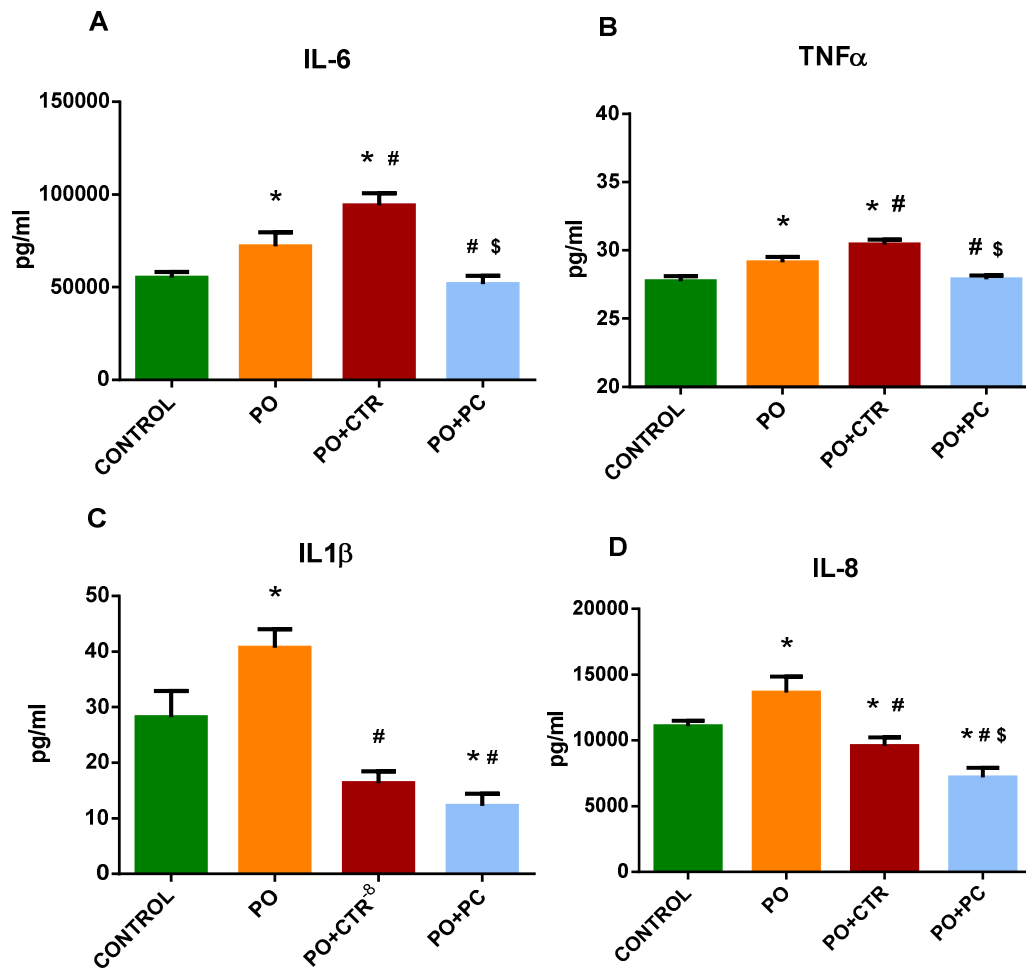 A
IL-6
150000
100000
50000
0
pg/ml
*
* #
# $
CONTROL
PO
PO+CTR
PO+PC
B
TNFα
40
35
30
25
20
pg/ml
*
* #
# $
CONTROL
PO
PO+CTR
PO+PC
C
IL1β
50
40
30
20
10
0
pg/ml
*
#
* #
CONTROL
PO
PO+CTR-8
PO+PC
D
IL-8
20000
15000
10000
5000
0
pg/ml
*
* #
* # $
CONTROL
PO
PO+CTR
PO+PC